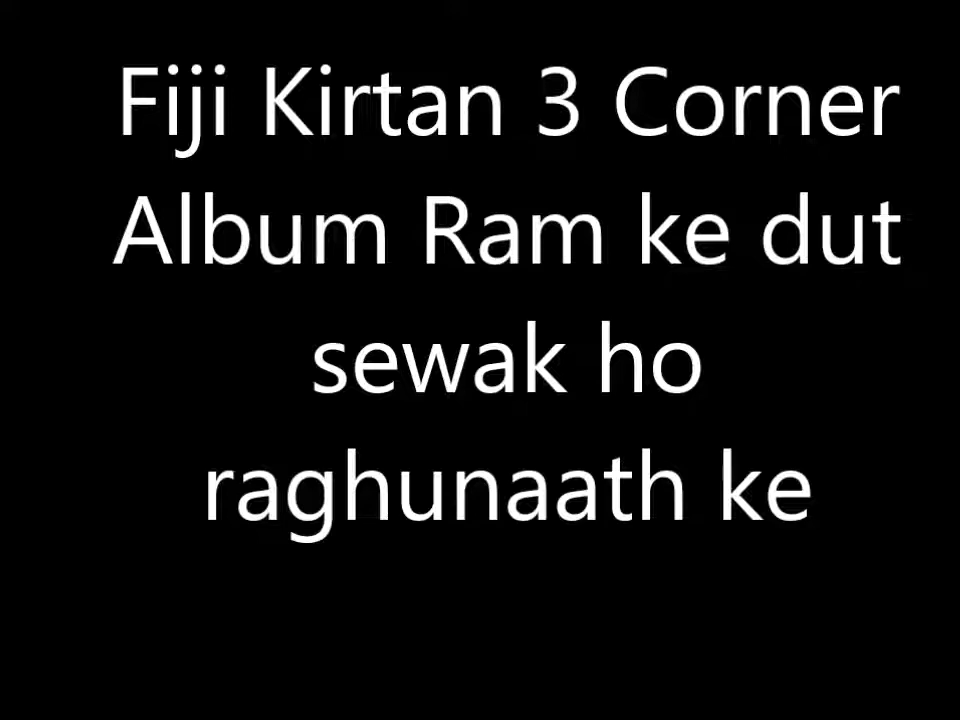 Fiji Kirtan 3 Corner
Album Ram ke dut
sewak ho
raghunaath ke